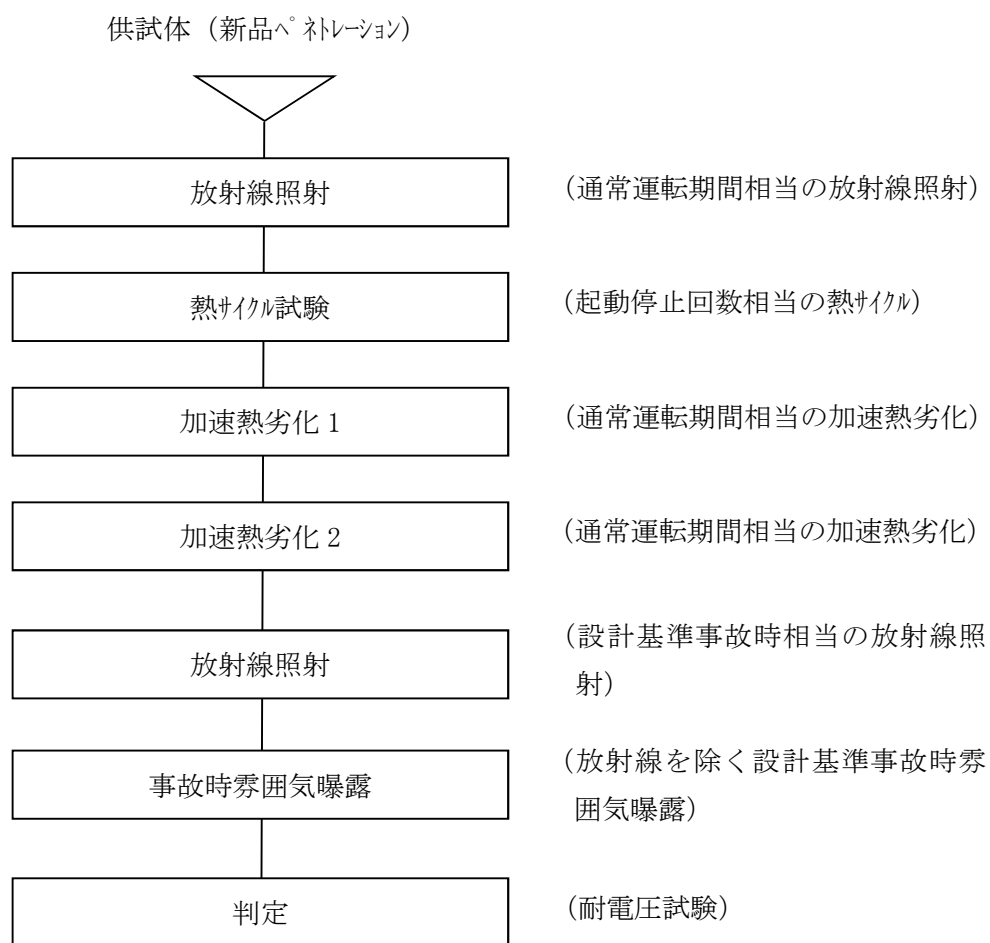 供試体（新品ﾍﾟﾈﾄﾚｰｼｮﾝ）
放射線照射
（通常運転期間相当の放射線照射）
熱ｻｲｸﾙ試験
（起動停止回数相当の熱ｻｲｸﾙ）
加速熱劣化 1
（通常運転期間相当の加速熱劣化）
加速熱劣化 2
（通常運転期間相当の加速熱劣化）
放射線照射
（設計基準事故時相当の放射線照
射）
事故時雰囲気曝露
（放射線を除く設計基準事故時雰
囲気曝露）
判定
（耐電圧試験）